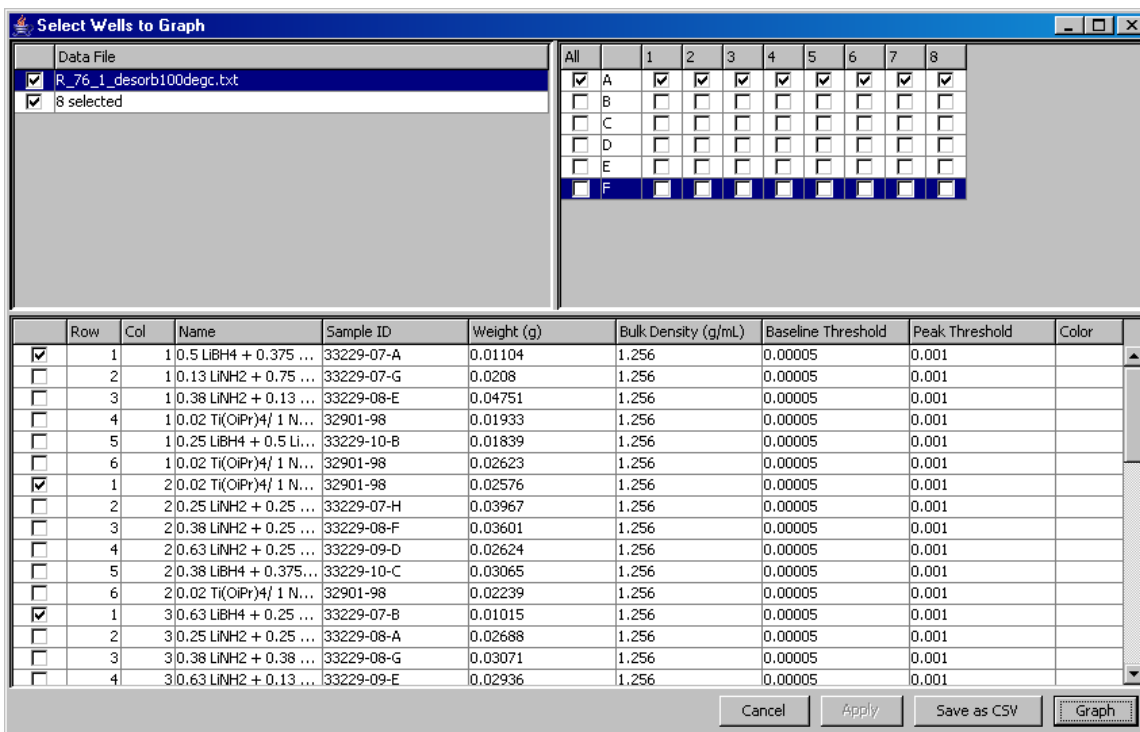 Select Wells to Graph
Data File
R_76_1_desorb100degc.txt
8 selected
All 1 2 3 4 5 6 7 8
A
B
C
D
E
F
Row Col Name Sample ID Weight (g) Bulk Density (g/mL) Baseline Threshold Peak Threshold Color
1 1 0.5 LiBH4 + 0.375 ... 33229-07-A 0.01104 1.256 0.00005 0.001
2 1 0.13 LiNH2 + 0.75 ... 33229-07-G 0.0208 1.256 0.00005 0.001
3 1 0.38 LiNH2 + 0.13 ... 33229-08-E 0.04751 1.256 0.00005 0.001
4 1 0.02 Ti(OiPr)4/ 1 N... 32901-98 0.01933 1.256 0.00005 0.001
5 1 0.25 LiBH4 + 0.5 Li... 33229-10-B 0.01839 1.256 0.00005 0.001
6 1 0.02 Ti(OiPr)4/ 1 N... 32901-98 0.02623 1.256 0.00005 0.001
1 2 0.02 Ti(OiPr)4/ 1 N... 32901-98 0.02576 1.256 0.00005 0.001
2 2 0.25 LiNH2 + 0.25 ... 33229-07-H 0.03967 1.256 0.00005 0.001
3 2 0.38 LiNH2 + 0.25 ... 33229-08-F 0.03601 1.256 0.00005 0.001
4 2 0.63 LiNH2 + 0.25 ... 33229-09-D 0.02624 1.256 0.00005 0.001
5 2 0.38 LiBH4 + 0.375... 33229-10-C 0.03065 1.256 0.00005 0.001
6 2 0.02 Ti(OiPr)4/ 1 N... 32901-98 0.02239 1.256 0.00005 0.001
1 3 0.63 LiBH4 + 0.25 ... 33229-07-B 0.01015 1.256 0.00005 0.001
2 3 0.25 LiNH2 + 0.25 ... 33229-08-A 0.02688 1.256 0.00005 0.001
3 3 0.38 LiNH2 + 0.38 ... 33229-08-G 0.03071 1.256 0.00005 0.001
4 3 0.63 LiNH2 + 0.13 ... 33229-09-E 0.02936 1.256 0.00005 0.001
Cancel Apply Save as CSV Graph